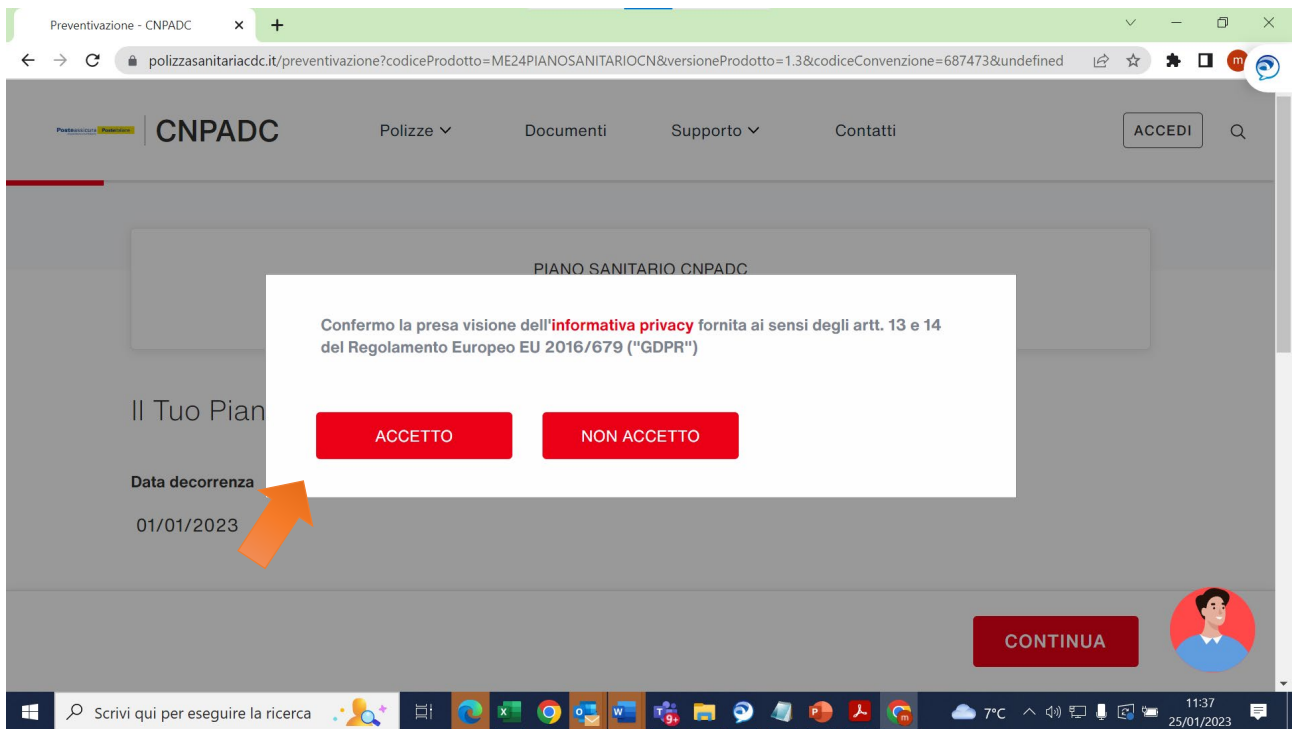 Preventivazione - CNPADC
polizzasanitariacdc.it/preventivazione?codiceProdotto=ME24PIANOSANITARIOCN&versioneProdotto=1.3&codiceConvenzione=687473&undefined
m
CNPADC
Polizze
Documenti
Supporto
Contatti
ACCEDI
PIANO SANITARIO CNPADC
Confermo la presa visione dell'informativa privacy fornita ai sensi degli artt. 13 e 14
del Regolamento Europeo EU 2016/679 ("GDPR")
Il Tuo Pian
ACCETTO
NON ACCETTO
Data decorrenza
01/01/2023
CONTINUA
Scrivi qui per eseguire la ricerca
7°C
11:37
25/01/2023